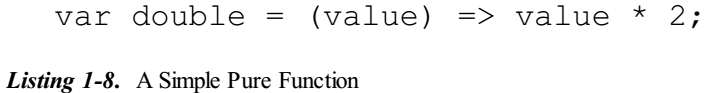 var double = (value) => value * 2;
Listing 1-8. A Simple Pure Function